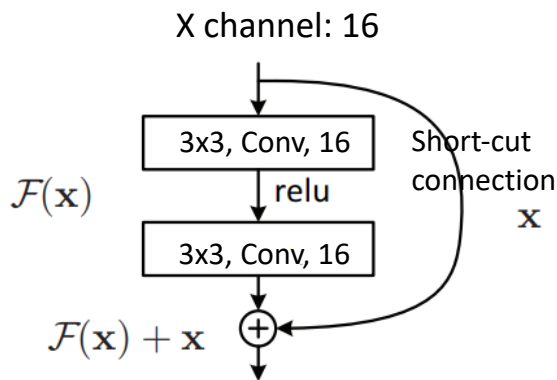 X channel: 16
3x3, Conv, 16
Short-cut
connection
relu
F(x)
x
3x3, Conv, 16
F(x) + x
+